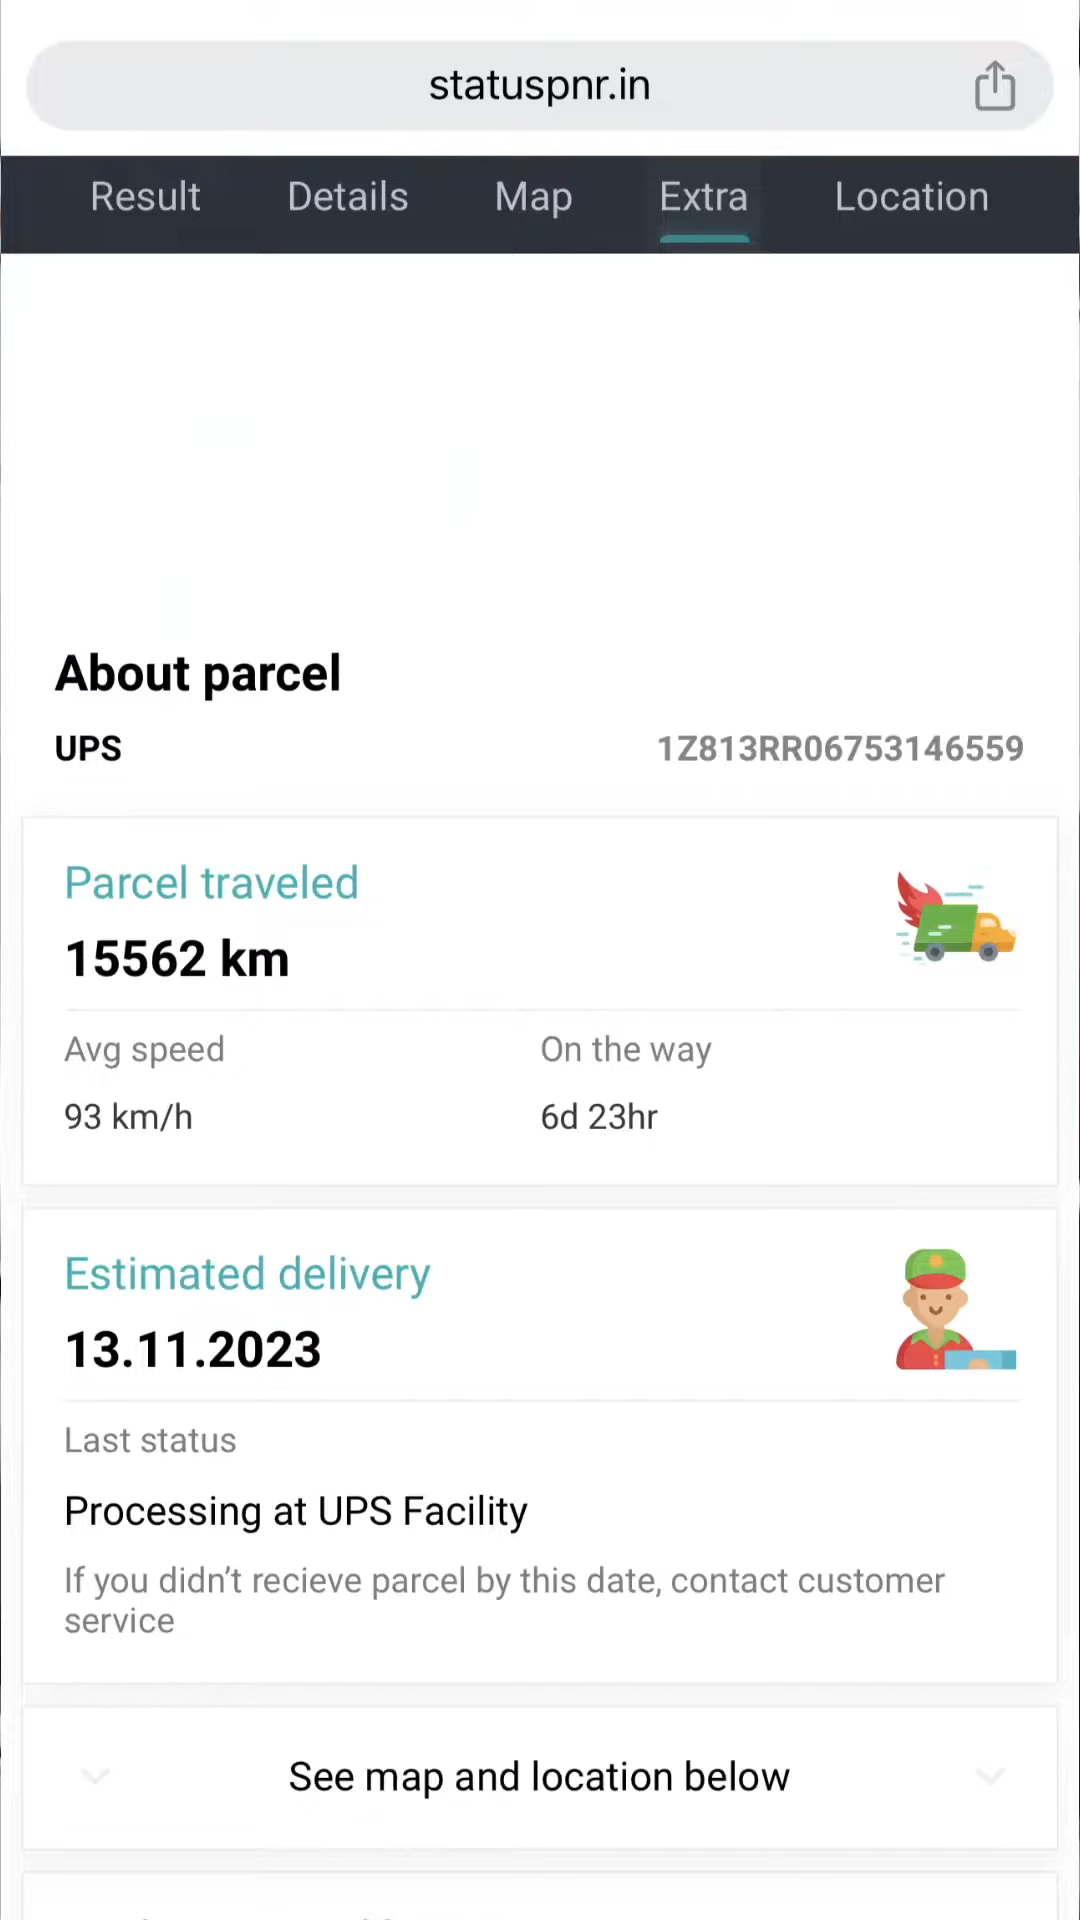 statuspnr.in
Result Details Map Extra Location
About parcel
UPS 1Z813RR06753146559
Parcel traveled
15562 km
Avg speed On the way
93 km/h 6d 23hr
Estimated delivery
13.11.2023
Last status
Processing at UPS Facility
If you didn’t recieve parcel by this date, contact customer
service
See map and location below